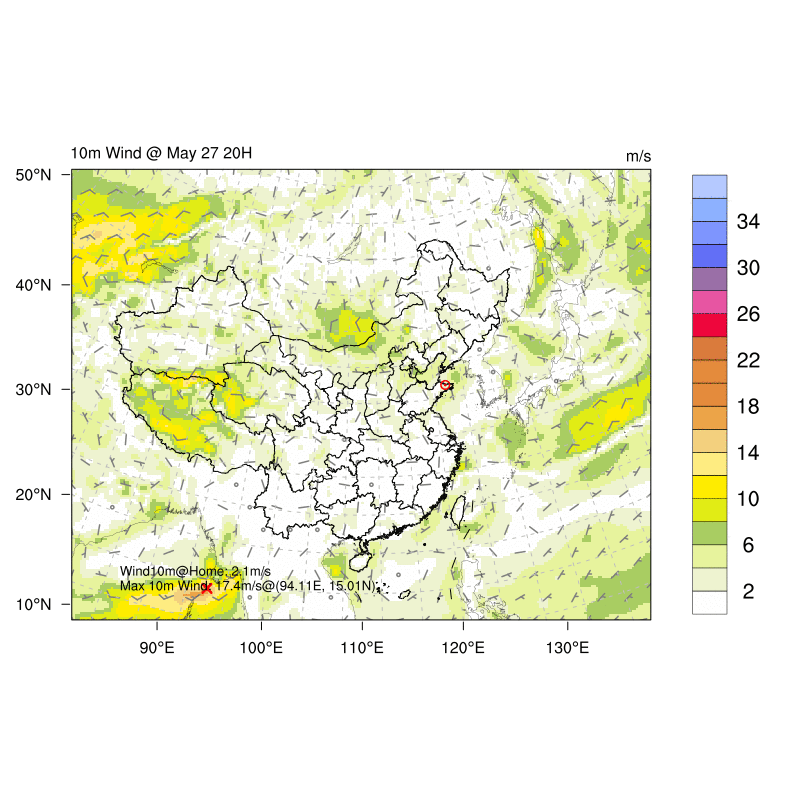 10m Wind @ May 27 20H
m/s
50°N
40°N
30°N
20°N
10°N
34
30
26
22
18
14
10
6
2
Wind10m@Home: 2.1m/s
Max 10m Wind: 17.4m/s@(94.11E, 15.01N)
90°E 100°E 110°E 120°E 130°E